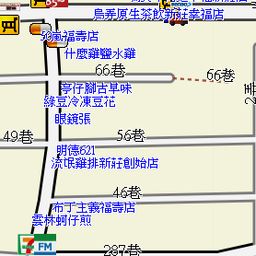 烏弄原生茶飲新莊幸福店
50嵐福壽店
什麼雞鹽水雞
66巷
66巷
亭仔腳古早味
綠豆冷凍豆花
眼鏡張
49巷
56巷
明德621
流氓雞排新莊創始店
46巷
布丁主義福壽店
雲林蚵仔煎
FM
287巷